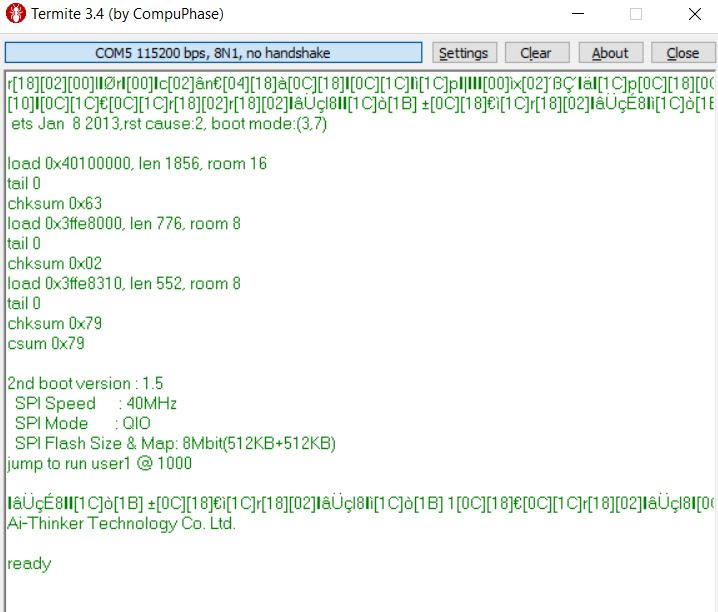 Termite 3.4 (by CompuPhase)
COM5 115200 bps, 8N1, no handshake
Settings
Clear
About
Close
ets Jan 8 2013,rst cause:2, boot mode:(3,7)
load 0x40100000, len 1856, room 16
tail 0
chksum 0x63
load 0x3ffe8000, len 776, room 8
tail 0
chksum 0x02
load 0x3ffe8310, len 552, room 8
tail 0
chksum 0x79
csum 0x79
2nd boot version : 1.5
SPI Speed : 40MHz
SPI Mode : QIO
SPI Flash Size & Map: 8Mbit(512KB+512KB)
jump to run user1 @ 1000
Ai-Thinker Technology Co. Ltd.
ready